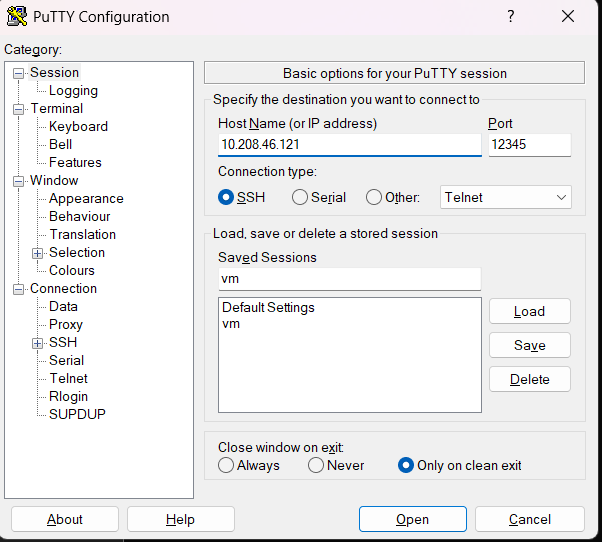 PuTTY Configuration
?
Category:
Session
Logging
Terminal
Keyboard
Bell
Features
Window
Appearance
Behaviour
Translation
Selection
Colours
Connection
Data
Proxy
SSH
Serial
Telnet
Rlogin
SUPDUP
Basic options for your PuTTY session
Specify the destination you want to connect to
Host Name (or IP address) Port
10.208.46.121 12345
Connection type:
SSH Serial Other: Telnet
Load, save or delete a stored session
Saved Sessions
vm
Default Settings
vm
Load
Save
Delete
Close window on exit:
Always Never Only on clean exit
About Help Open Cancel